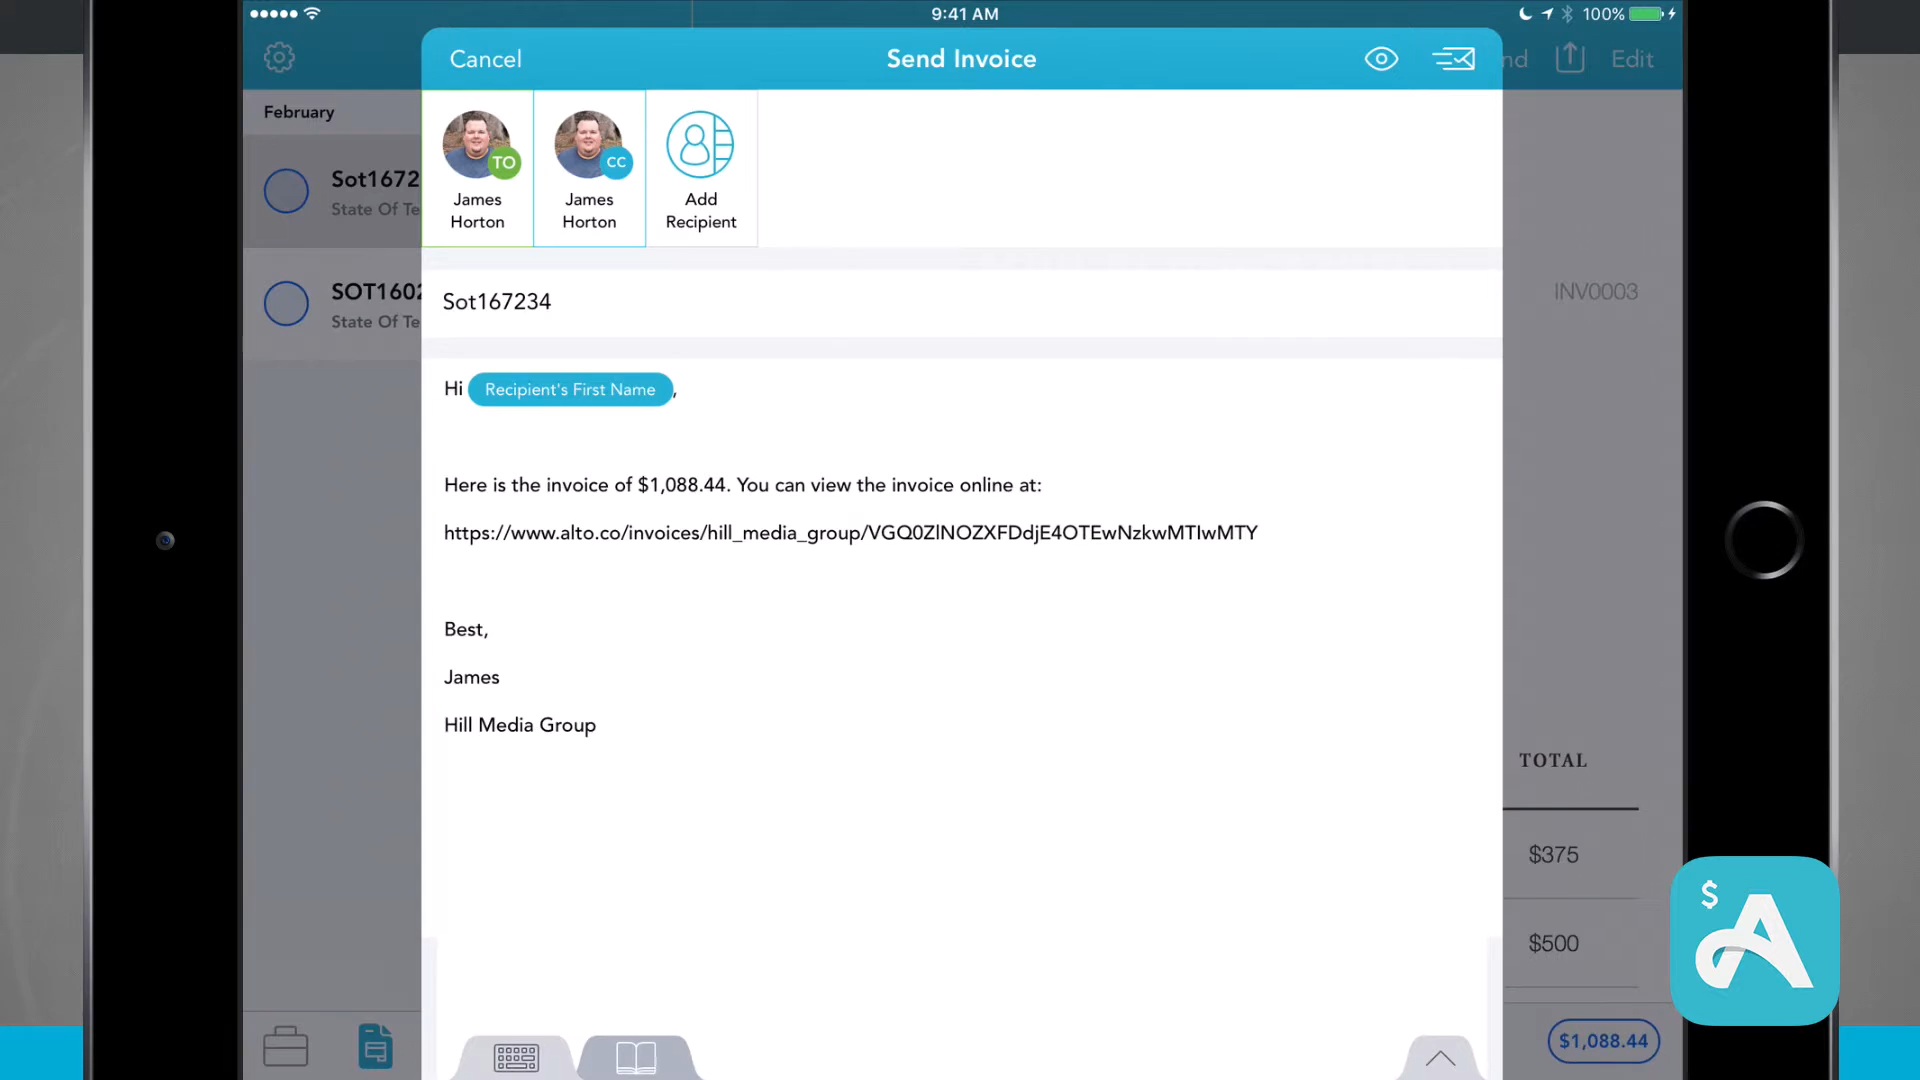 9:41 AM
100%
Cancel
Send Invoice
nd
Edit
February
TO
CC
James
Horton
James
Horton
Add
Recipient
Sot1672
State Of Te
SOT1602
State Of Te
Sot167234
INV0003
Hi Recipient's First Name,
Here is the invoice of $1,088.44. You can view the invoice online at:
https://www.alto.co/invoices/hill_media_group/VGQ0ZlNOZXFDdjE4OTEwNzkwMTIwMTY
Best,
James
Hill Media Group
TOTAL
$375
$500
$1,088.44
$ A